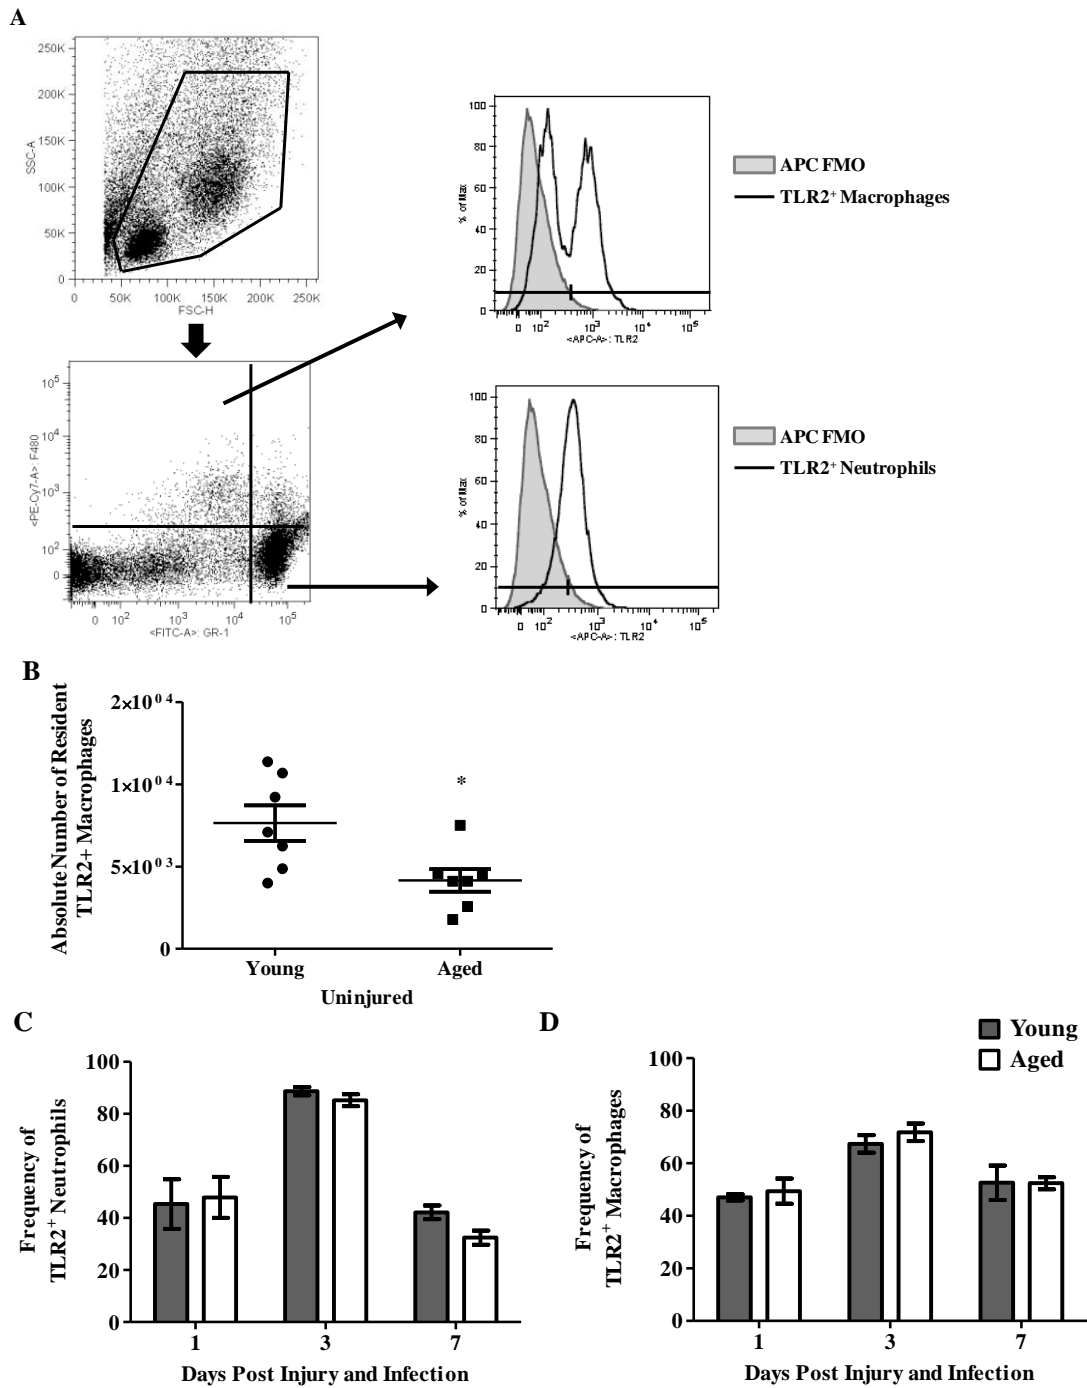 A
250K
200K
150K
100K
50K
0
SSC-A
0 50K 100K 150K 200K 250K
FSC-H
100
80
60
40
20
0
% of Max
0 10^2 10^3 10^4 10^5
<APC-A>: TLR2
APC FMO
TLR2+ Macrophages
10^5
10^4
10^3
10^2
0
<PE-Cy7-A>: F480
0 10^2 10^3 10^4 10^5
<FITC-A>: GR-1
100
80
60
40
20
0
% of Max
0 10^2 10^3 10^4 10^5
<APC-A>: TLR2
APC FMO
TLR2+ Neutrophils
B
Absolute Number of Resident
TLR2+ Macrophages
2×10^04
1×10^04
5×10^03
0
*
Young Aged
Uninjured
C
Frequency of
TLR2+ Neutrophils
100
80
60
40
20
0
1 3 7
Days Post Injury and Infection
D
Young
Aged
Frequency of
TLR2+ Macrophages
100
80
60
40
20
0
1 3 7
Days Post Injury and Infection